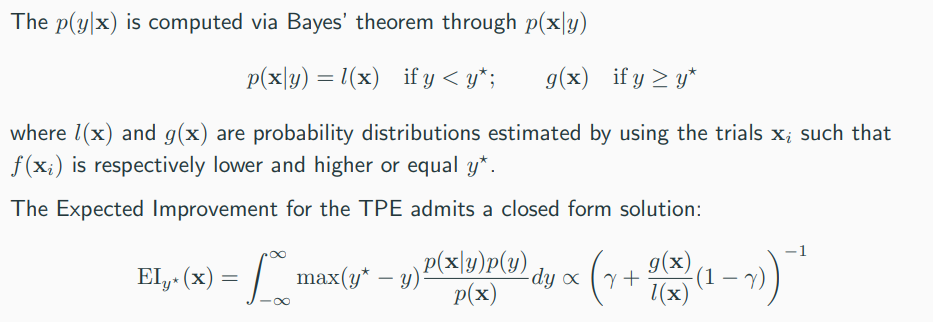 The p(y|x) is computed via Bayes' theorem through p(x|y)
p(x|y) = l(x) if y < y⋆; g(x) if y ≥ y⋆
where l(x) and g(x) are probability distributions estimated by using the trials xᵢ such that
f(xᵢ) is respectively lower and higher or equal y⋆.
The Expected Improvement for the TPE admits a closed form solution:
EI_y⋆(x) = ∫_{-∞}^{∞} max(y⋆ − y) p(x|y)p(y)/p(x) dy ∝ (γ + g(x)/l(x) (1 − γ))⁻¹